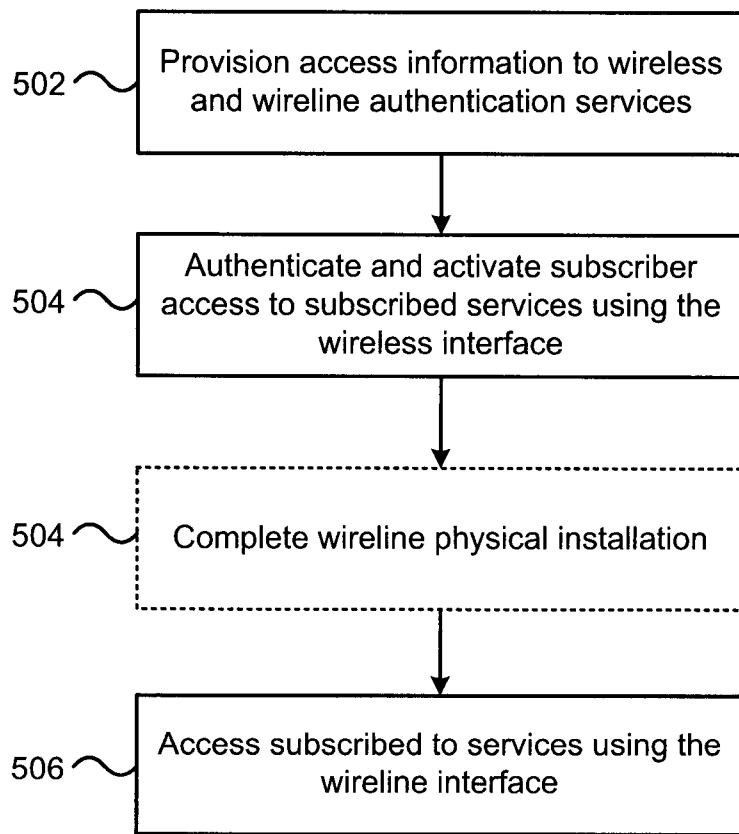 502
Provision access information to wireless
and wireline authentication services
504
Authenticate and activate subscriber
access to subscribed services using the
wireless interface
504
Complete wireline physical installation
506
Access subscribed to services using the
wireline interface